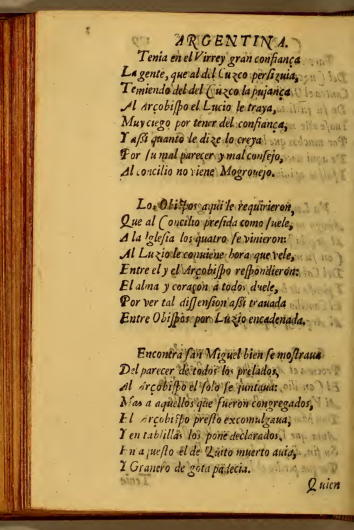 ARGENTINA.
Tenia en el Virrey gran confiança
La gente, que al del Cuzco perſiguia,
Temiendo del del Cuzco la pujança
Al Arçobiſpo el Lucio le traya,
Muy ciego por tener del confiança,
Y aſsi quanto le dize lo creya
Por ſu mal parecer y mal conſejo,
Al concilio no viene Mogrouejo.
Los Obiſpos aqui le requirieron,
Que al Concilio preſida como ſuele,
A la Igleſia los quatro ſe vinieron:
Al Luzio le conuiene hora que vele,
Entre el y el Arçobiſpo reſpondieron:
El alma y coraçon a todos duele,
Por ver tal diſſenſion aſsi trauada
Entre Obiſpos por Luzio encadenada.
Encontra ſan Miguel bien ſe moſtraua
Del parecer de todos los prelados,
Al Arçobiſpo el ſolo ſe juntaua:
Mas a aquellos que fueron congregados,
El Arçobiſpo preſto excomulgaua,
Y en tablillas los pone declarados,
En aqueſto el de Quito muerto auia,
Y Granero de gota padecia.
Quien